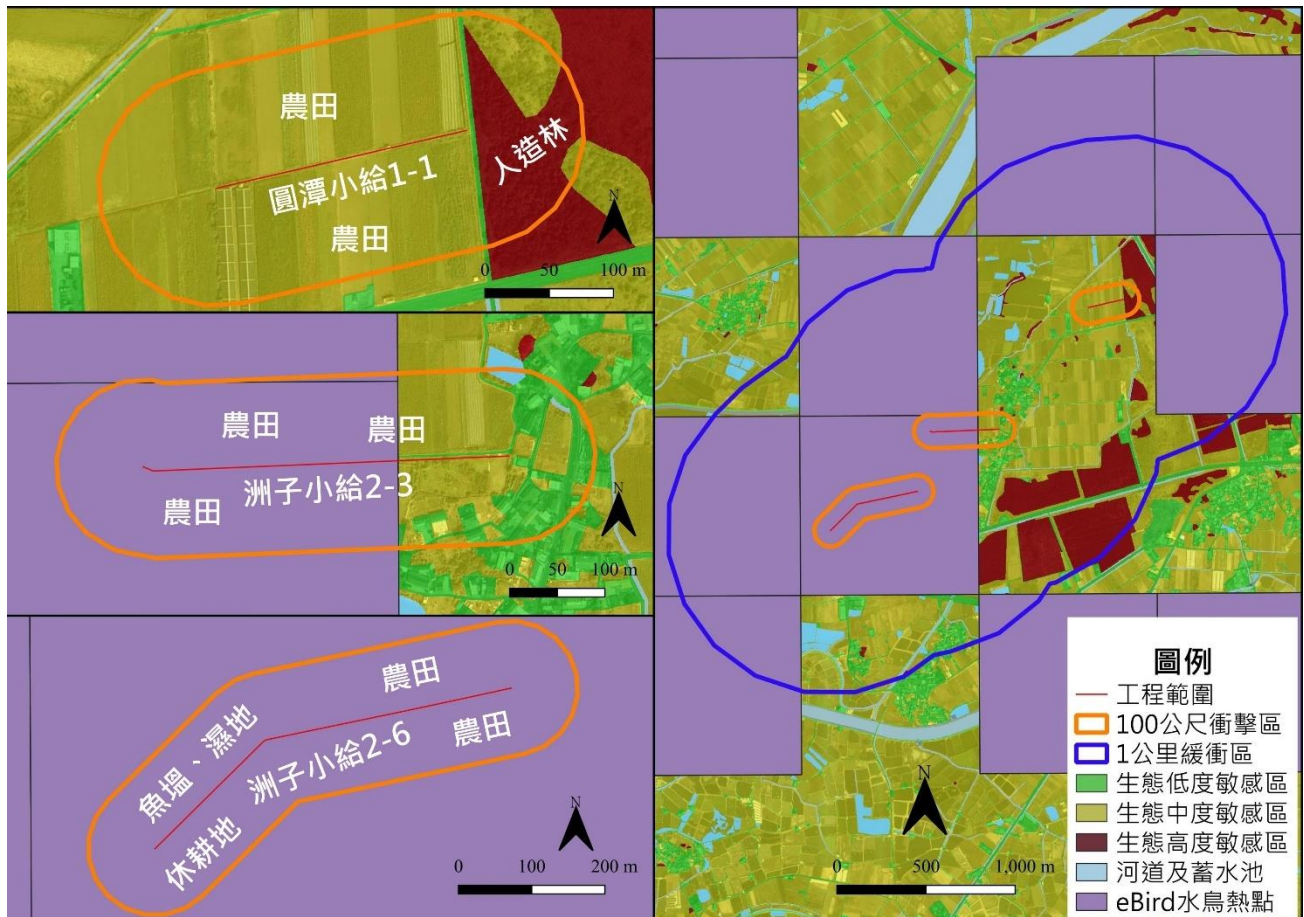 農田
圓潭小給1-1
農田
人造林
N
0 50 100 m
農田
農田
洲子小給2-3
農田
N
0 50 100 m
農田
農田
魚塭、濕地
洲子小給2-6
休耕地
N
0 100 200 m
N
0 500 1,000 m
圖例
工程範圍
100公尺衝擊區
1公里緩衝區
生態低度敏感區
生態中度敏感區
生態高度敏感區
河道及蓄水池
eBird水鳥熱點